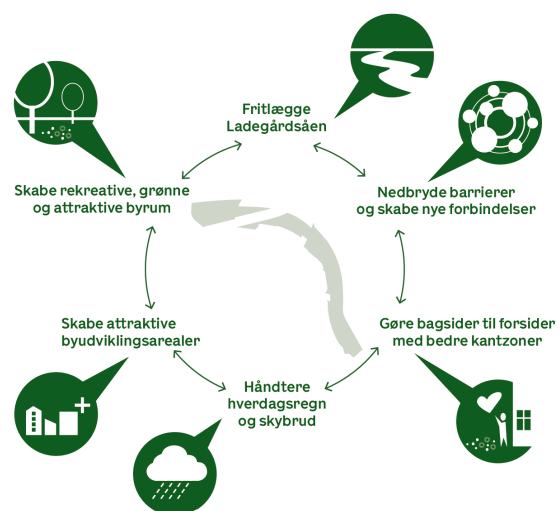 Fritlægge
Ladegårdsåen
Nedbryde barrierer
og skabe nye forbindelser
Gøre bagsider til forsider
med bedre kantzoner
Håndtere
hverdagsregn
og skybrud
Skabe attraktive
byudviklingsarealer
Skabe rekreative, grønne
og attraktive byrum